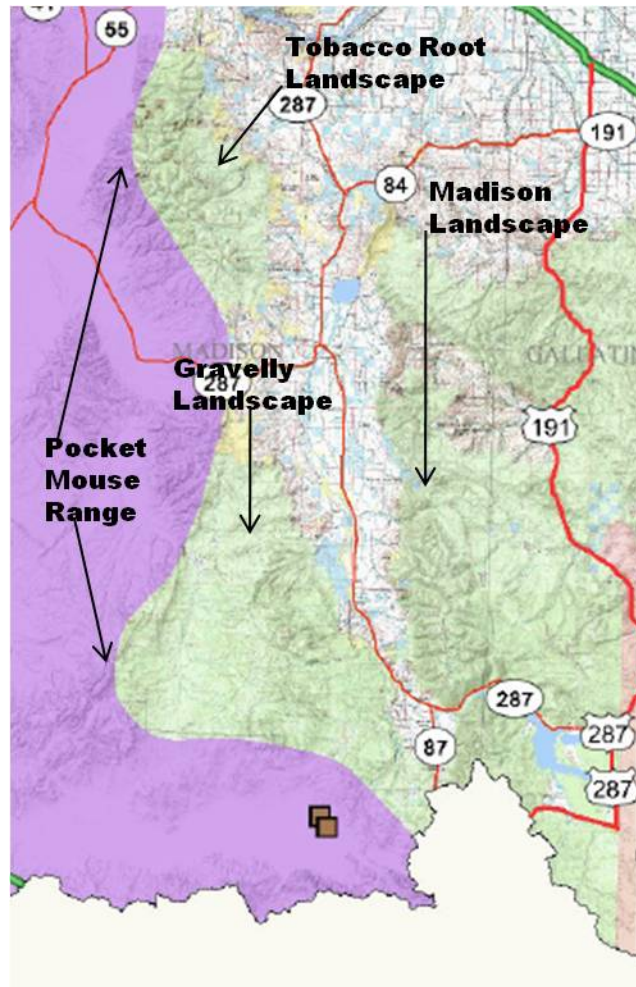 55
Tobacco Root
Landscape
287
191
84
Madison
Landscape
MADISON
287
Gravelly
Landscape
191
Pocket
Mouse
Range
287
87
287
287